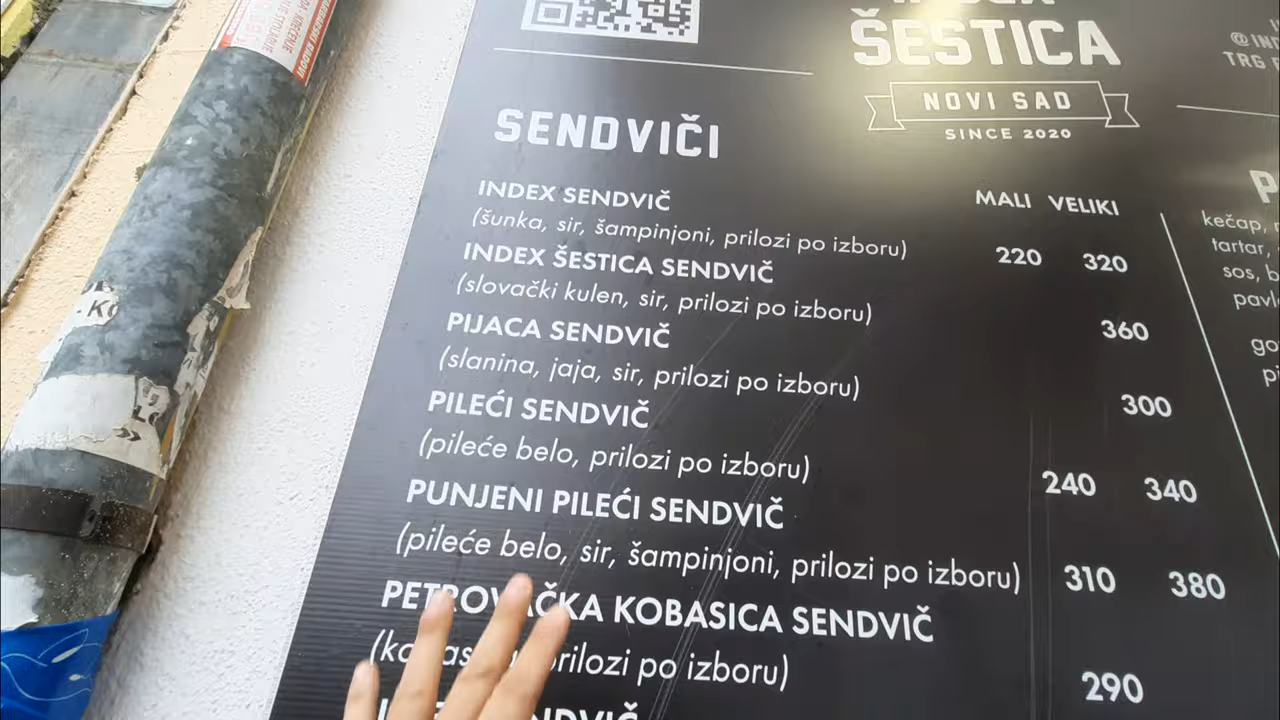 ŠESTICA
NOVI SAD
SINCE 2020
SENDVIČI
MALI VELIKI
INDEX SENDVIČ
(šunka, sir, šampinjoni, prilozi po izboru) 220 320
INDEX ŠESTICA SENDVIČ
(slovački kulen, sir, prilozi po izboru) 360
PIJACA SENDVIČ
(slanina, jaja, sir, prilozi po izboru) 300
PILEĆI SENDVIČ
(pileće belo, prilozi po izboru) 240 340
PUNJENI PILEĆI SENDVIČ
(pileće belo, sir, šampinjoni, prilozi po izboru) 310 380
PETROVAČKA KOBASICA SENDVIČ
prilozi po izboru) 290
kečap,
tartar,
sos,
TRG